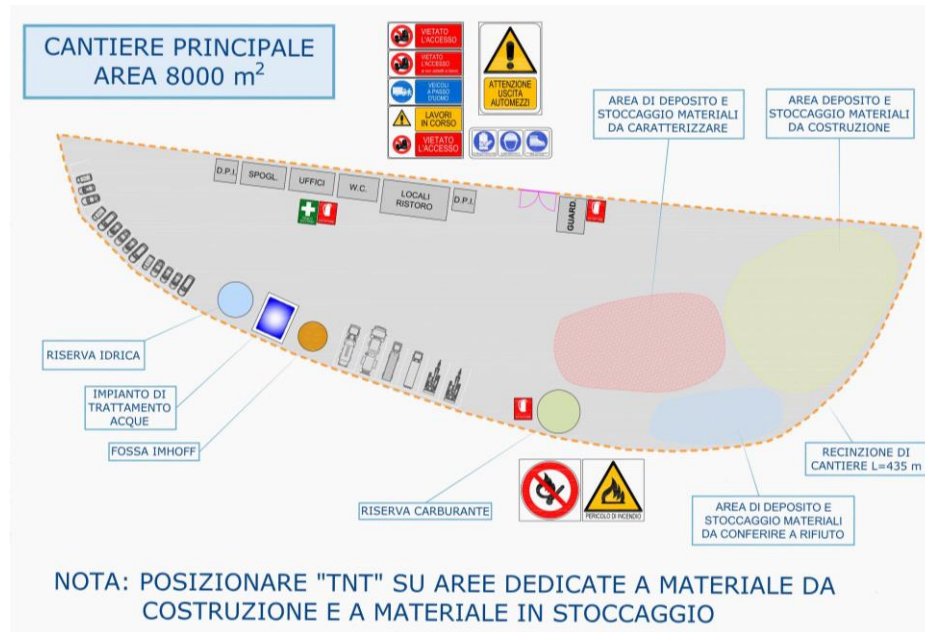 CANTIERE PRINCIPALE
AREA 8000 m²
VIETATO
L'ACCESSO
VIETATO
L'ACCESSO
VEICOLI
A PASSO
D'UOMO
LAVORI
IN CORSO
VIETATO
L'ACCESSO
ATTENZIONE
USCITA
AUTOMEZZI
AREA DI DEPOSITO E
STOCCAGGIO MATERIALI
DA CARATTERIZZARE
AREA DEPOSITO E
STOCCAGGIO MATERIALI
DA COSTRUZIONE
D.P.I.
SPOGL.
UFFICI
W.C.
LOCALI
RISTORO
D.P.I.
GUARD.
RISERVA IDRICA
IMPIANTO DI
TRATTAMENTO
ACQUE
FOSSA IMHOFF
RISERVA CARBURANTE
PERICOLO DI INCENDIO
RECINZIONE DI
CANTIERE L=435 m
AREA DI DEPOSITO E
STOCCAGGIO MATERIALI
DA CONFERIRE A RIFIUTO
NOTA: POSIZIONARE "TNT" SU AREE DEDICATE A MATERIALE DA
COSTRUZIONE E A MATERIALE IN STOCCAGGIO